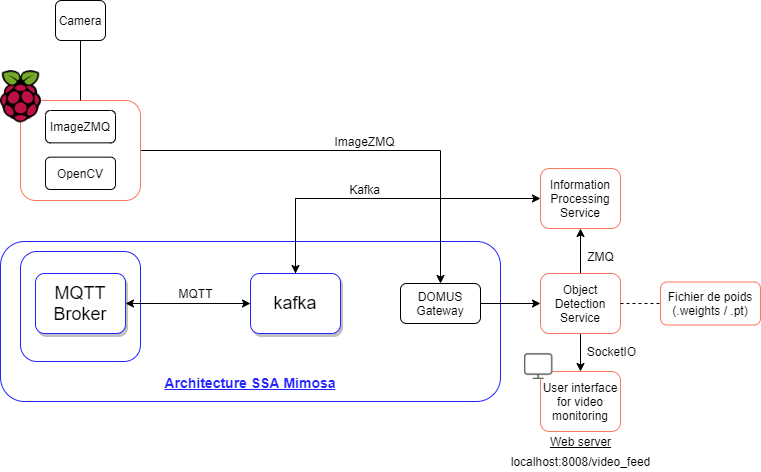 Camera
ImageZMQ
OpenCV
ImageZMQ
Kafka
Information
Processing
Service
ZMQ
MQTT
Broker
MQTT
kafka
DOMUS
Gateway
Object
Detection
Service
Fichier de poids
(.weights / .pt)
SocketIO
Architecture SSA Mimosa
User interface
for video
monitoring
Web server
localhost:8008/video_feed